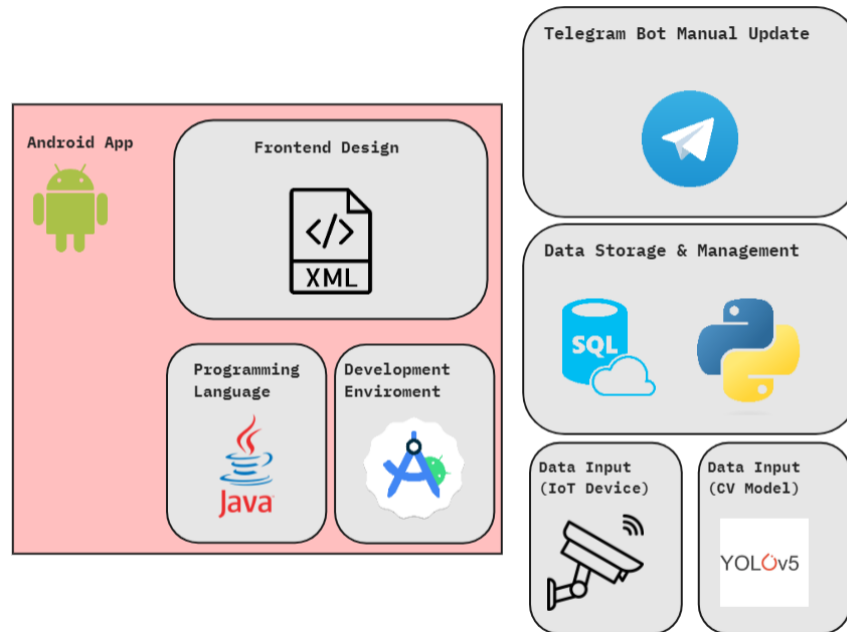 Telegram Bot Manual Update
Android App
Frontend Design
</>
XML
Data Storage & Management
SQL
Programming
Language
Java
Development
Enviroment
Data Input
(IoT Device)
Data Input
(CV Model)
YOLOv5